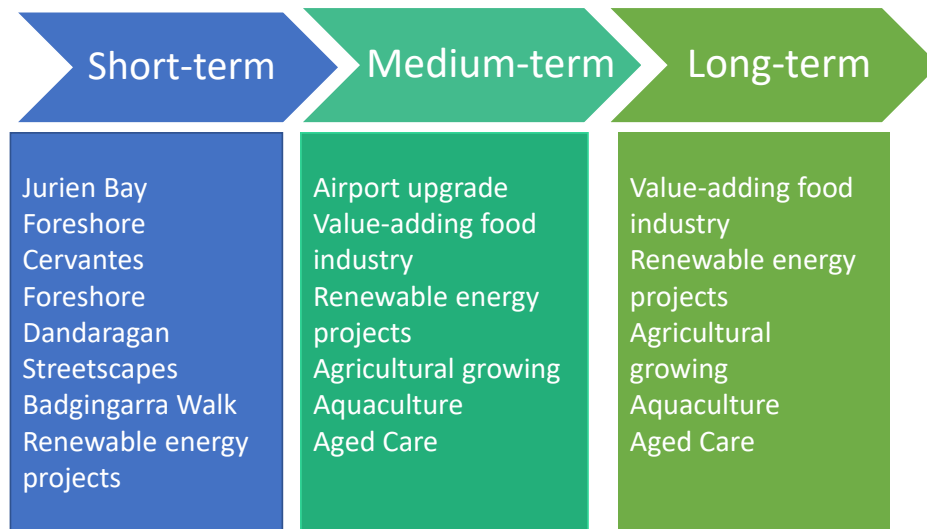 Short-term
Medium-term
Long-term
Jurien Bay
Foreshore
Cervantes
Foreshore
Dandaragan
Streetscapes
Badgingarra Walk
Renewable energy
projects
Airport upgrade
Value-adding food
industry
Renewable energy
projects
Agricultural growing
Aquaculture
Aged Care
Value-adding food
industry
Renewable energy
projects
Agricultural
growing
Aquaculture
Aged Care